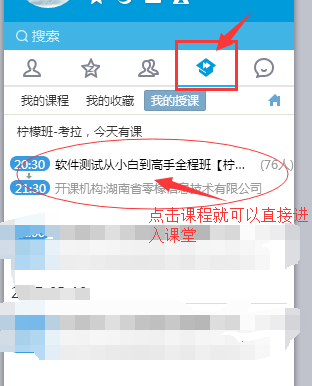 搜索
我的课程 我的收藏 我的授课
柠檬班-考拉，今天有课
20:30 软件测试从小白到高手全程班【柠... (76人)
21:30 开课机构:湖南省零檬信息技术有限公司
点击课程就可以直接进
入课堂